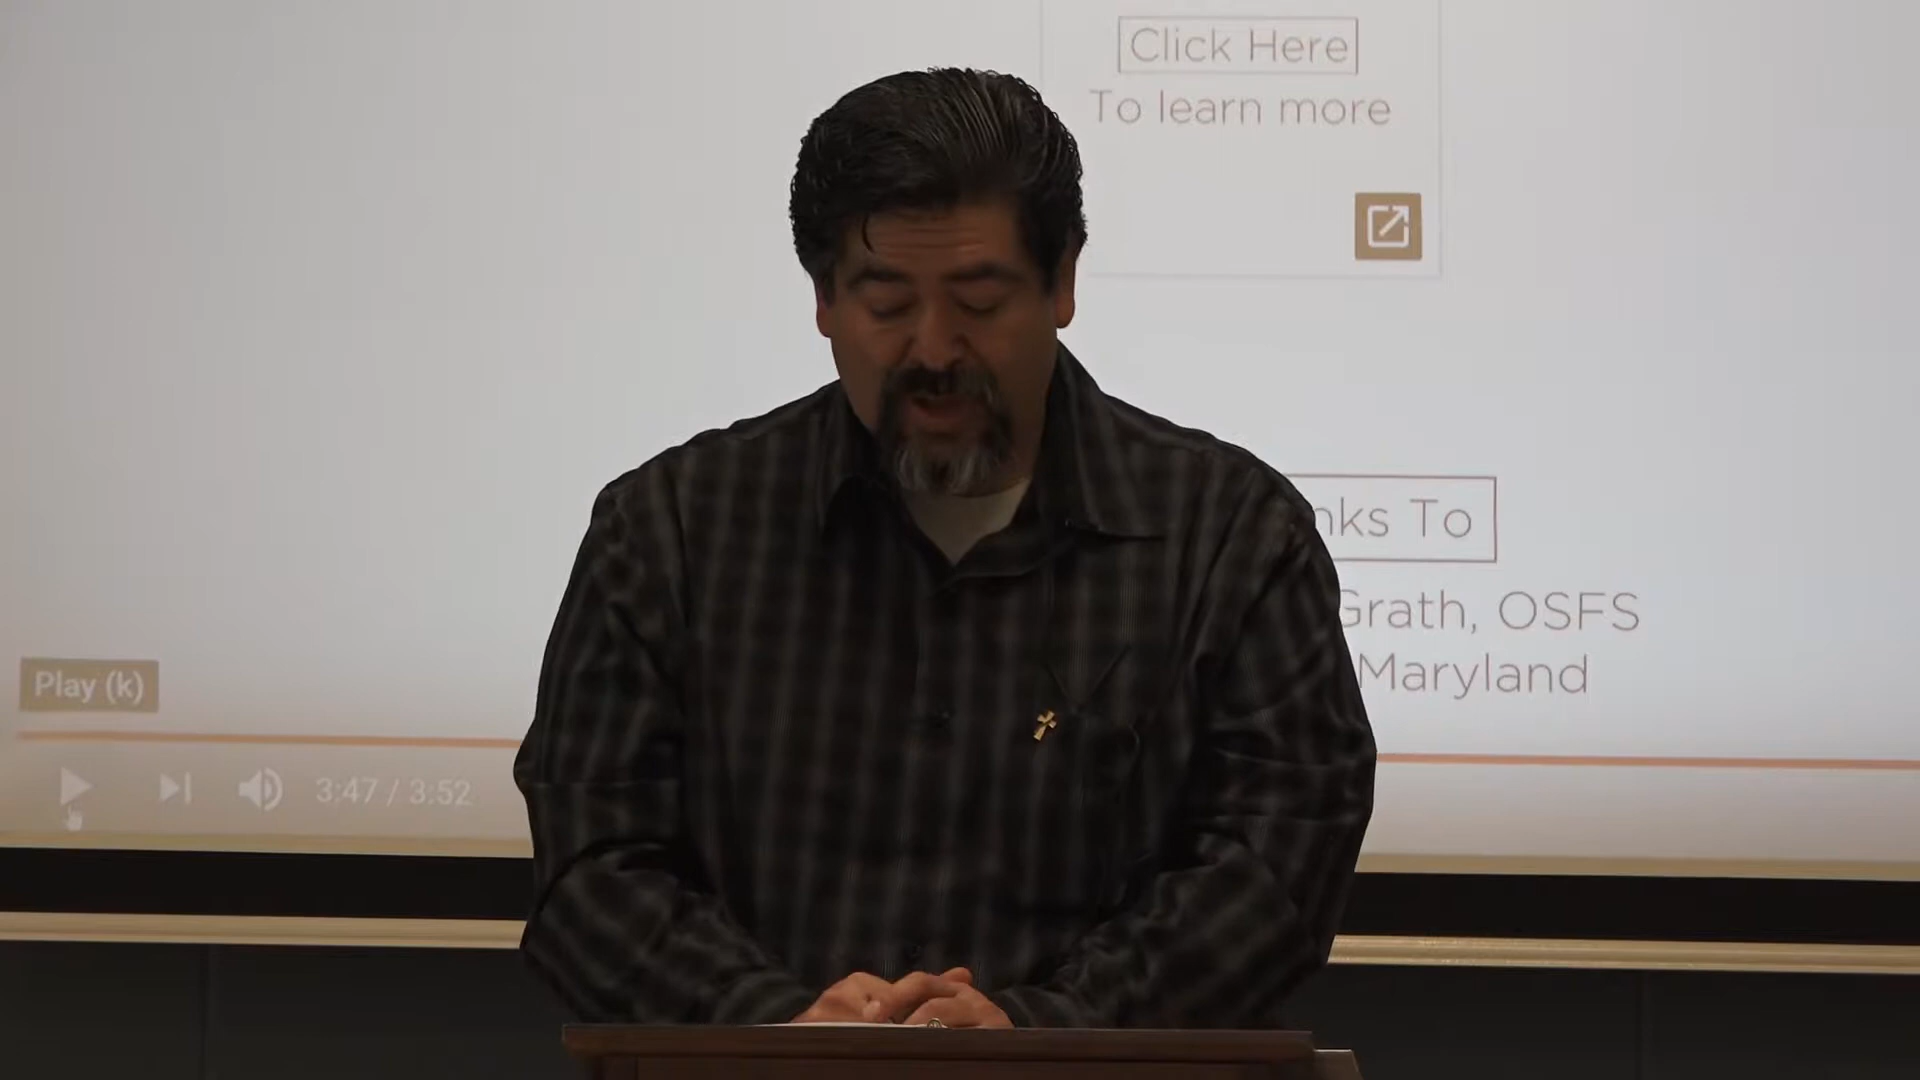 Click Here
To learn more
nks To
Grath, OSFS
Maryland
Play (k)
3:47 / 3:52